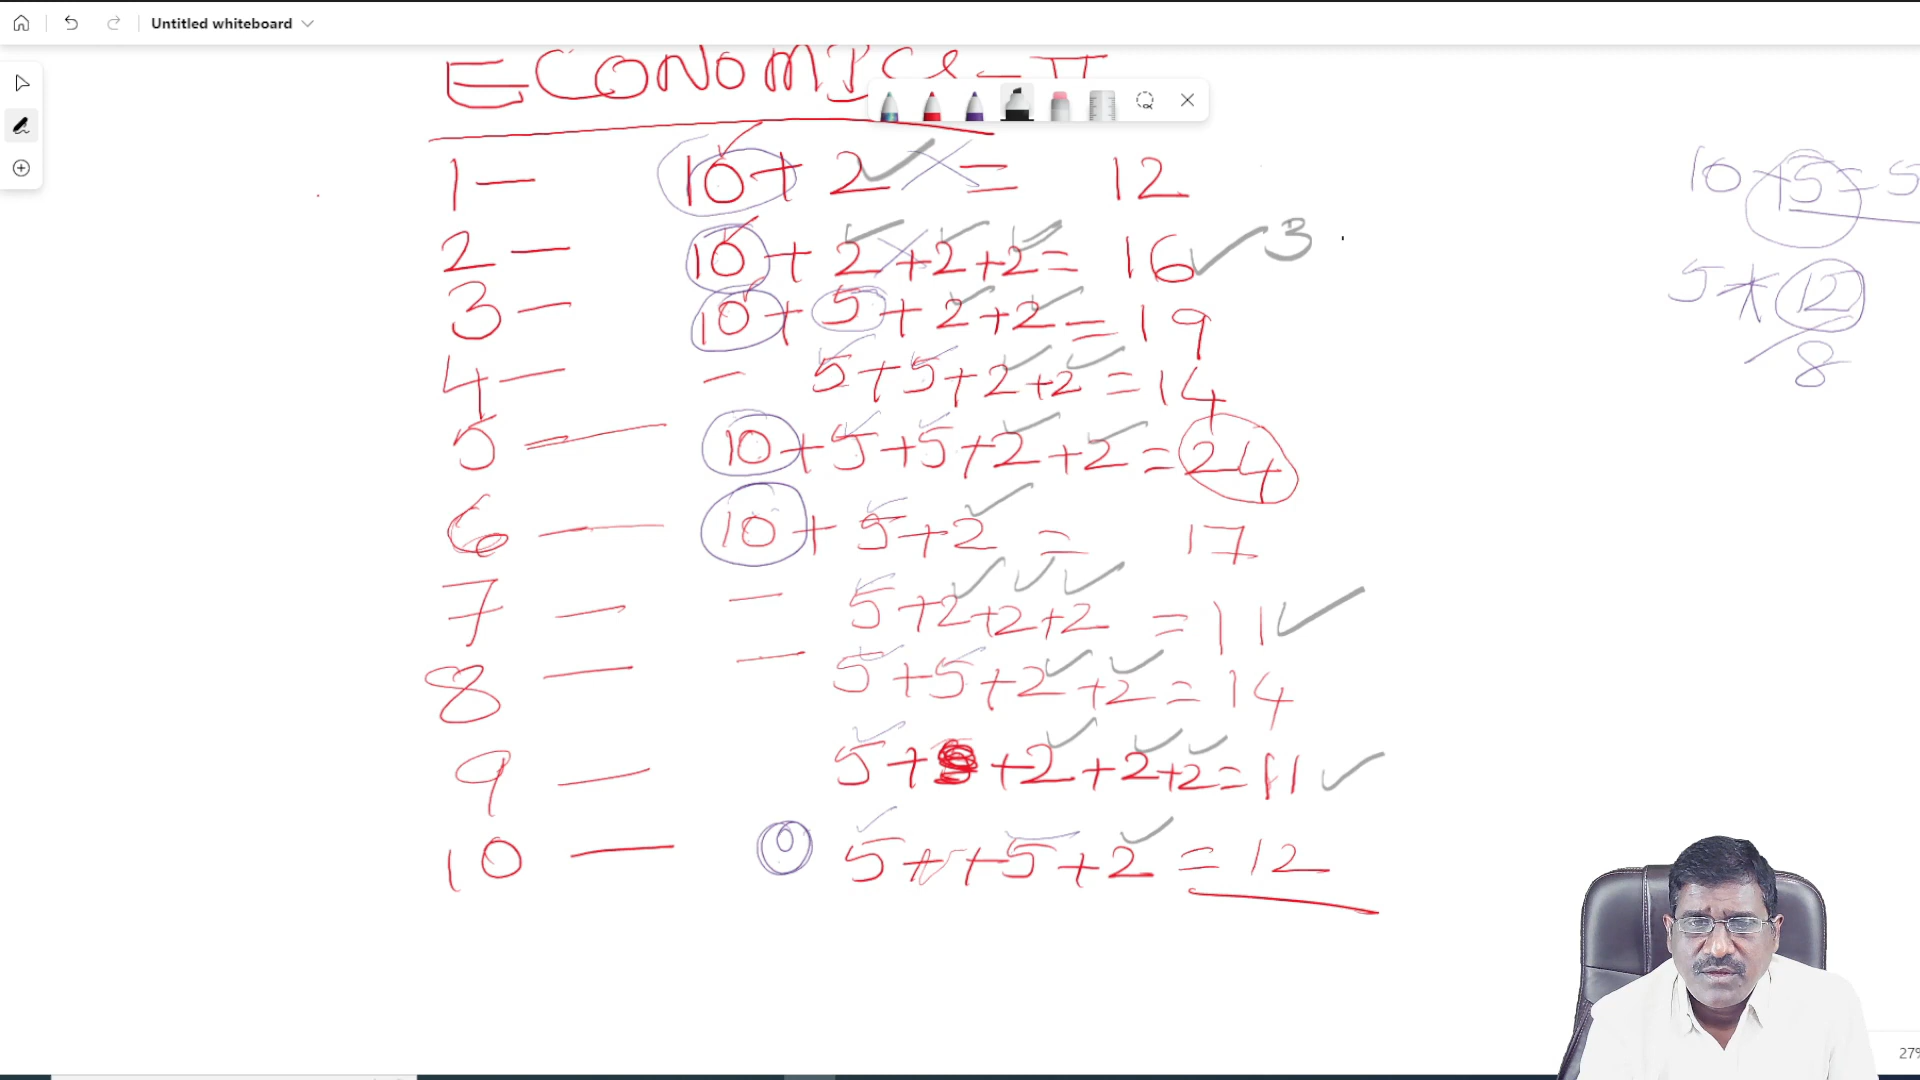 Untitled whiteboard
ECONOMICS-II
1 - 10 + 2 = 12
2 - 10 + 2 + 2 + 2 = 16 3
3 - 10 + 5 + 2 + 2 = 19
4 - - 5 + 5 + 2 + 2 = 14
5 - 10 + 5 + 5 + 2 + 2 = 24
6 - 10 + 5 + 2 = 17
7 - - 5 + 2 + 2 + 2 = 11
8 - - 5 + 5 + 2 + 2 = 14
9 - 5 + + 2 + 2 + 2 = 11
10 - 0 5 + + 5 + 2 = 12
10 - 15 = 5
5 * 12
8
27%